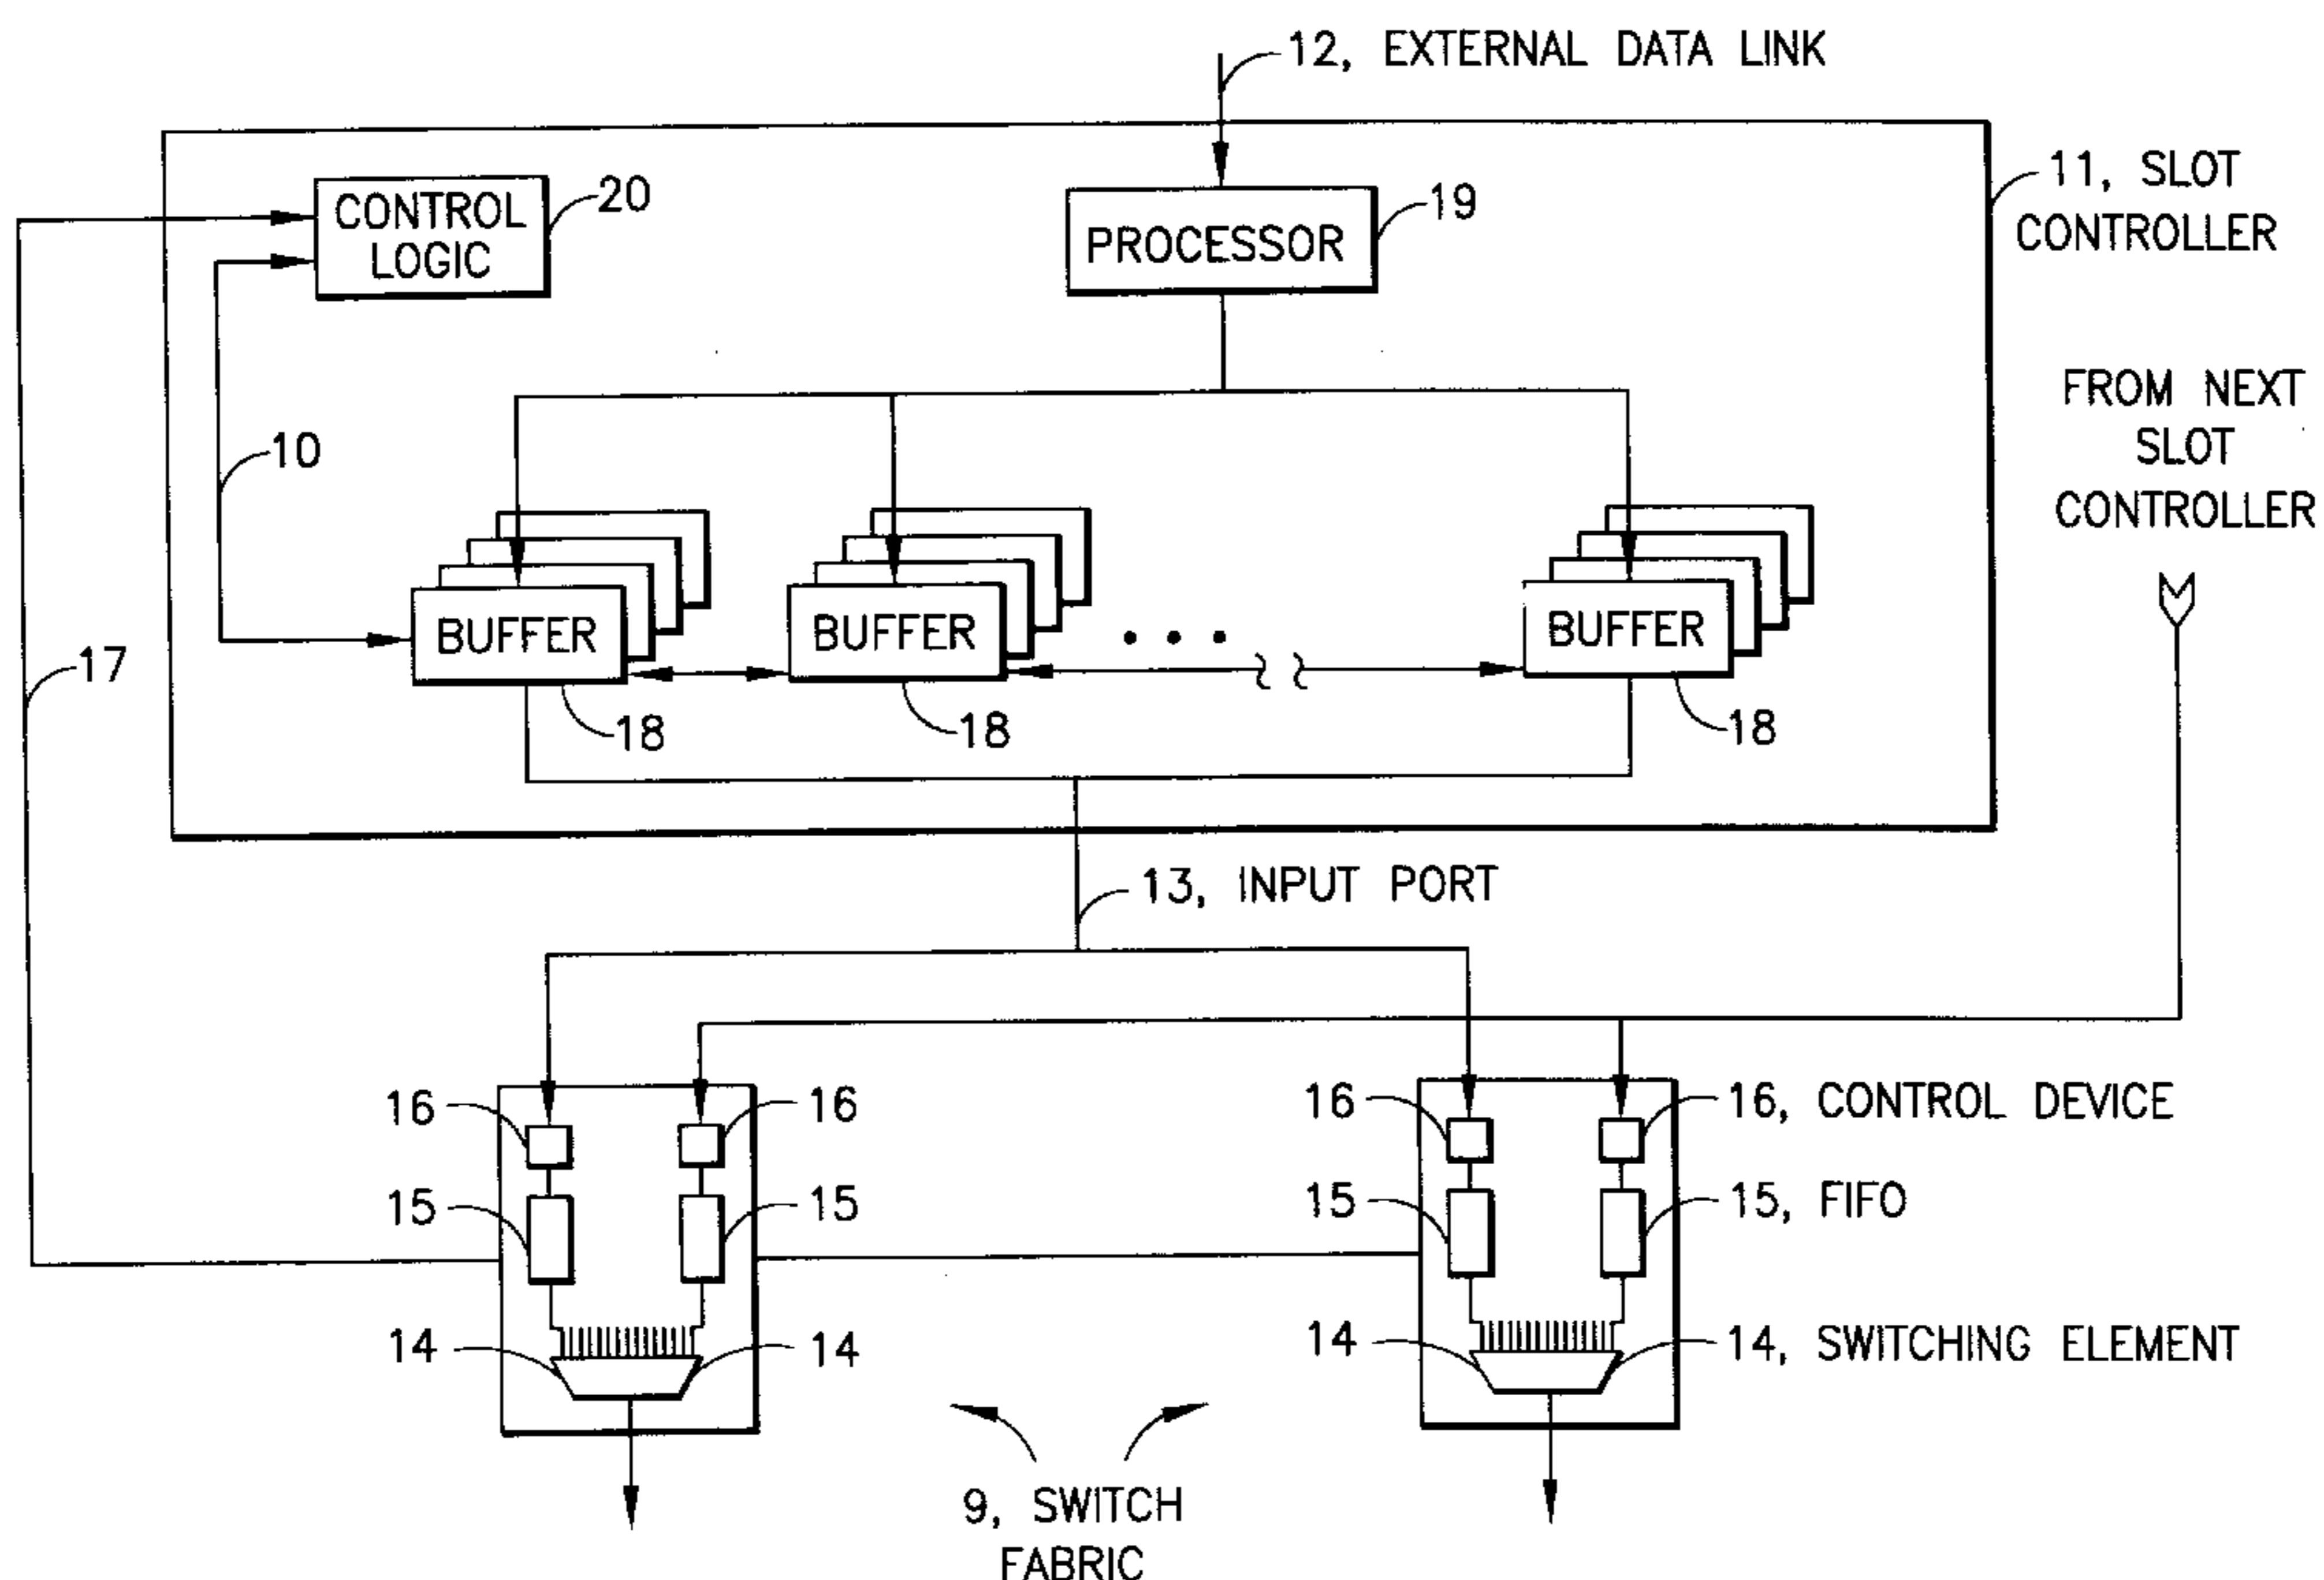 12, EXTERNAL DATA LINK
11, SLOT
CONTROLLER
CONTROL
LOGIC
20
PROCESSOR
19
FROM NEXT
SLOT
CONTROLLER
10
BUFFER
BUFFER
• • •
BUFFER
17
18
18
18
13, INPUT PORT
16
16
16
16, CONTROL DEVICE
15
15
15
15, FIFO
14
14
14
14, SWITCHING ELEMENT
9, SWITCH
FABRIC